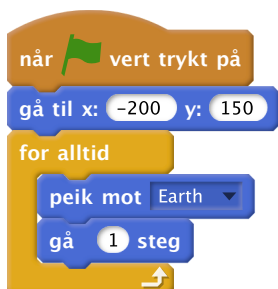 når vert trykt på
gå til x: -200 y: 150
for alltid
peik mot Earth
gå 1 steg